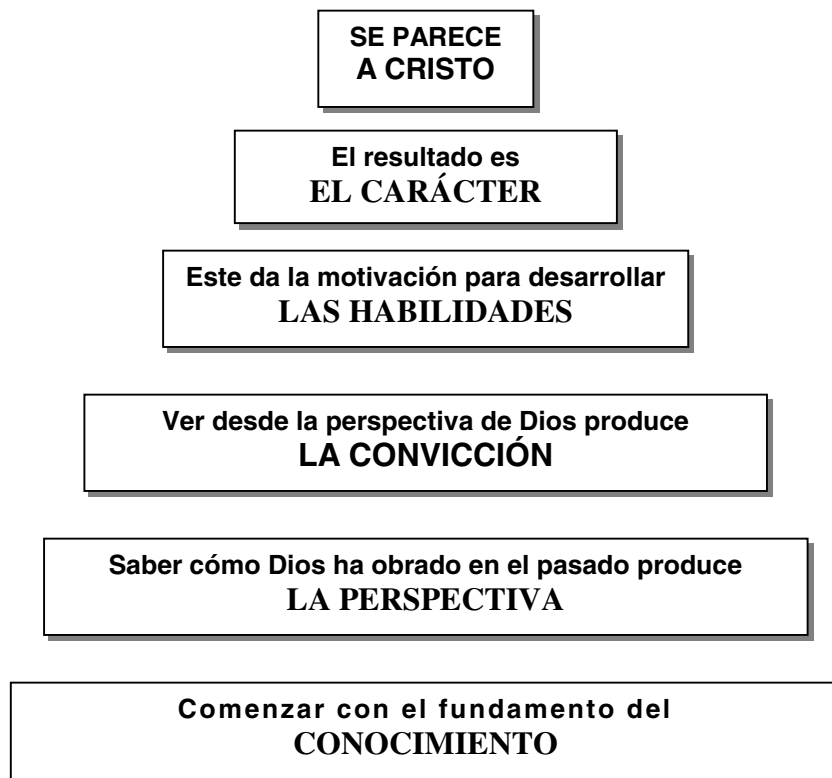 SE PARECE
A CRISTO
El resultado es
EL CARÁCTER
Este da la motivación para desarrollar
LAS HABILIDADES
Ver desde la perspectiva de Dios produce
LA CONVICCIÓN
Saber cómo Dios ha obrado en el pasado produce
LA PERSPECTIVA
Comenzar con el fundamento del
CONOCIMIENTO